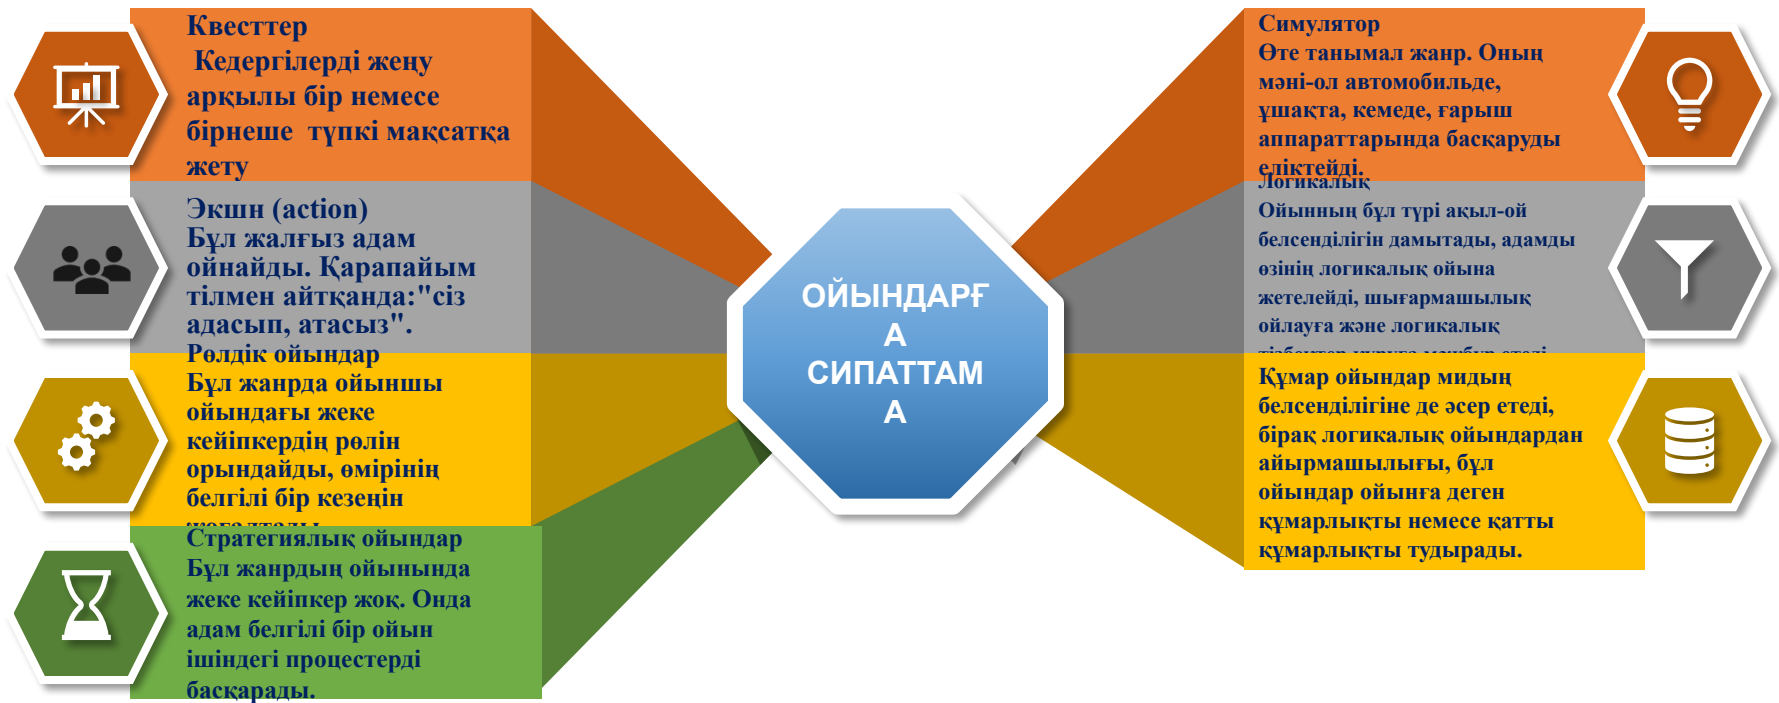 Квесттер
Кедергілерді жеңу
арқылы бір немесе
бірнеше түпкі мақсатқа
жету
Экшн (action)
Бұл жалғыз адам
ойнайды. Қарапайым
тілмен айтқанда:"сіз
адасып, атасыз".
Рөлдік ойындар
Бұл жанрда ойыншы
ойындағы жеке
кейіпкердің рөлін
орындайды, өмірінің
белгілі бір кезеңін
Стратегиялық ойындар
Бұл жанрдың ойынында
жеке кейіпкер жоқ. Онда
адам белгілі бір ойын
ішіндегі процестерді
басқарады.
ОЙЫНДАРҒ
А
СИПАТТАМ
А
Симулятор
Өте танымал жанр. Оның
мәні-ол автомобильде,
ұшақта, кемеде, ғарыш
аппараттарында басқаруды
еліктейді.
Логикалық
Ойынның бұл түрі ақыл-ой
белсенділігін дамытады, адамды
өзінің логикалық ойына
жетелейді, шығармашылық
ойлауға және логикалық
Құмар ойындар мидың
белсенділігіне де әсер етеді,
бірақ логикалық ойындардан
айырмашылығы, бұл
ойындар ойынға деген
құмарлықты немесе қатты
құмарлықты тудырады.